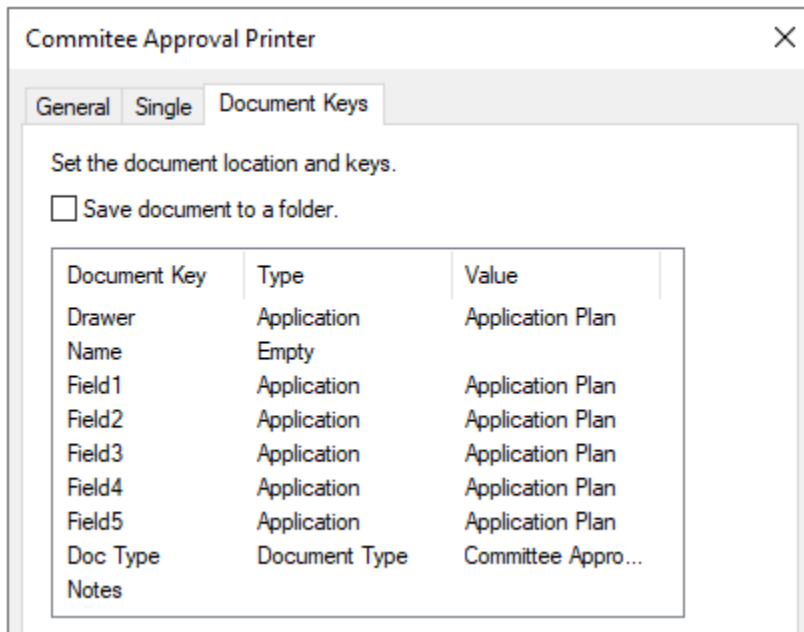 Commitee Approval Printer
General Single Document Keys
Set the document location and keys.
Save document to a folder.
Document Key Type Value
Drawer Application Application Plan
Name Empty
Field1 Application Application Plan
Field2 Application Application Plan
Field3 Application Application Plan
Field4 Application Application Plan
Field5 Application Application Plan
Doc Type Document Type Committee Appro...
Notes